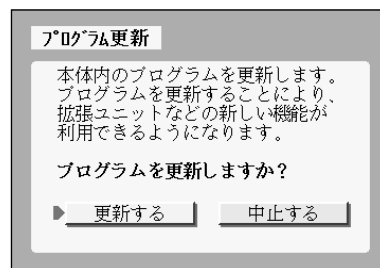 ﾌﾟﾛｸﾞﾗﾑ更新
本体内のプログラムを更新します。
プログラムを更新することにより、
拡張ユニットなどの新しい機能が
利用できるようになります。
プログラムを更新しますか？
更新する 中止する